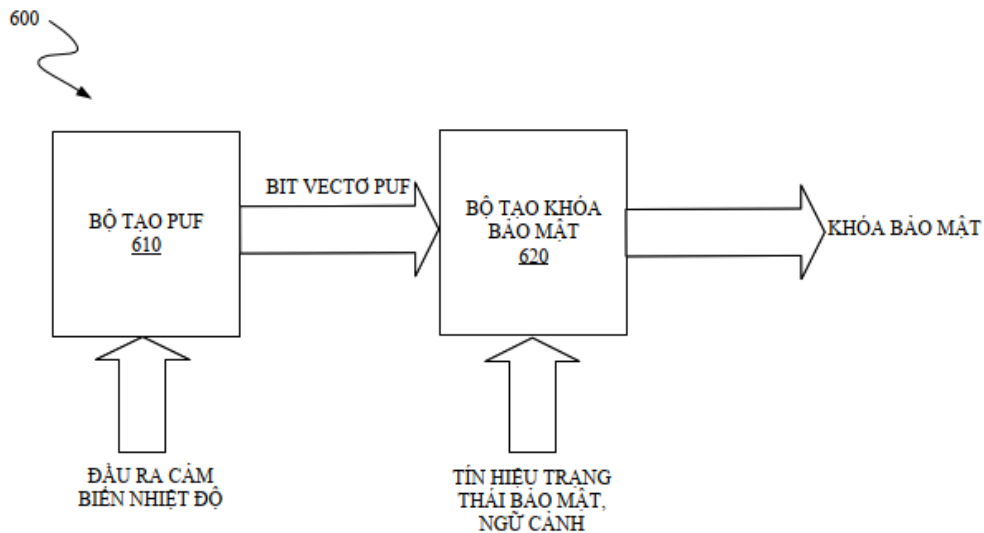 600
BỘ TẠO PUF
610
BIT VECTƠ PUF
BỘ TẠO KHÓA
BẢO MẬT
620
KHÓA BẢO MẬT
ĐẦU RA CẢM
BIẾN NHIỆT ĐỘ
TÍN HIỆU TRẠNG
THÁI BẢO MẬT,
NGỮ CẢNH